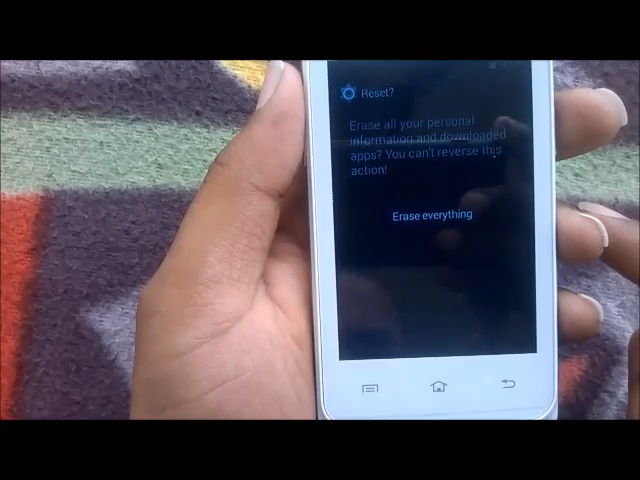 Reset?
Erase all your personal
information and downloaded
apps? You can't reverse this
action!
Erase everything